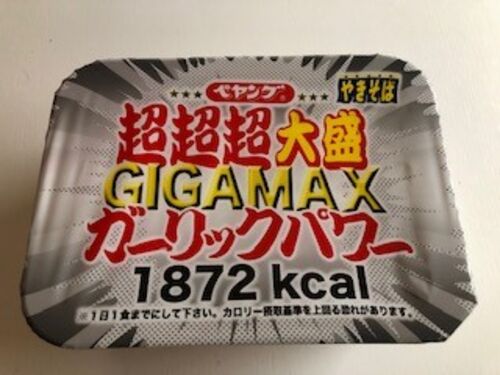 ★★★ ペヤング ★★★ やきそば
超超超大盛
GIGAMAX
ガーリックパワー
1872 kcal
※1日1食までにして下さい。カロリー摂取基準を上回る恐れがあります。